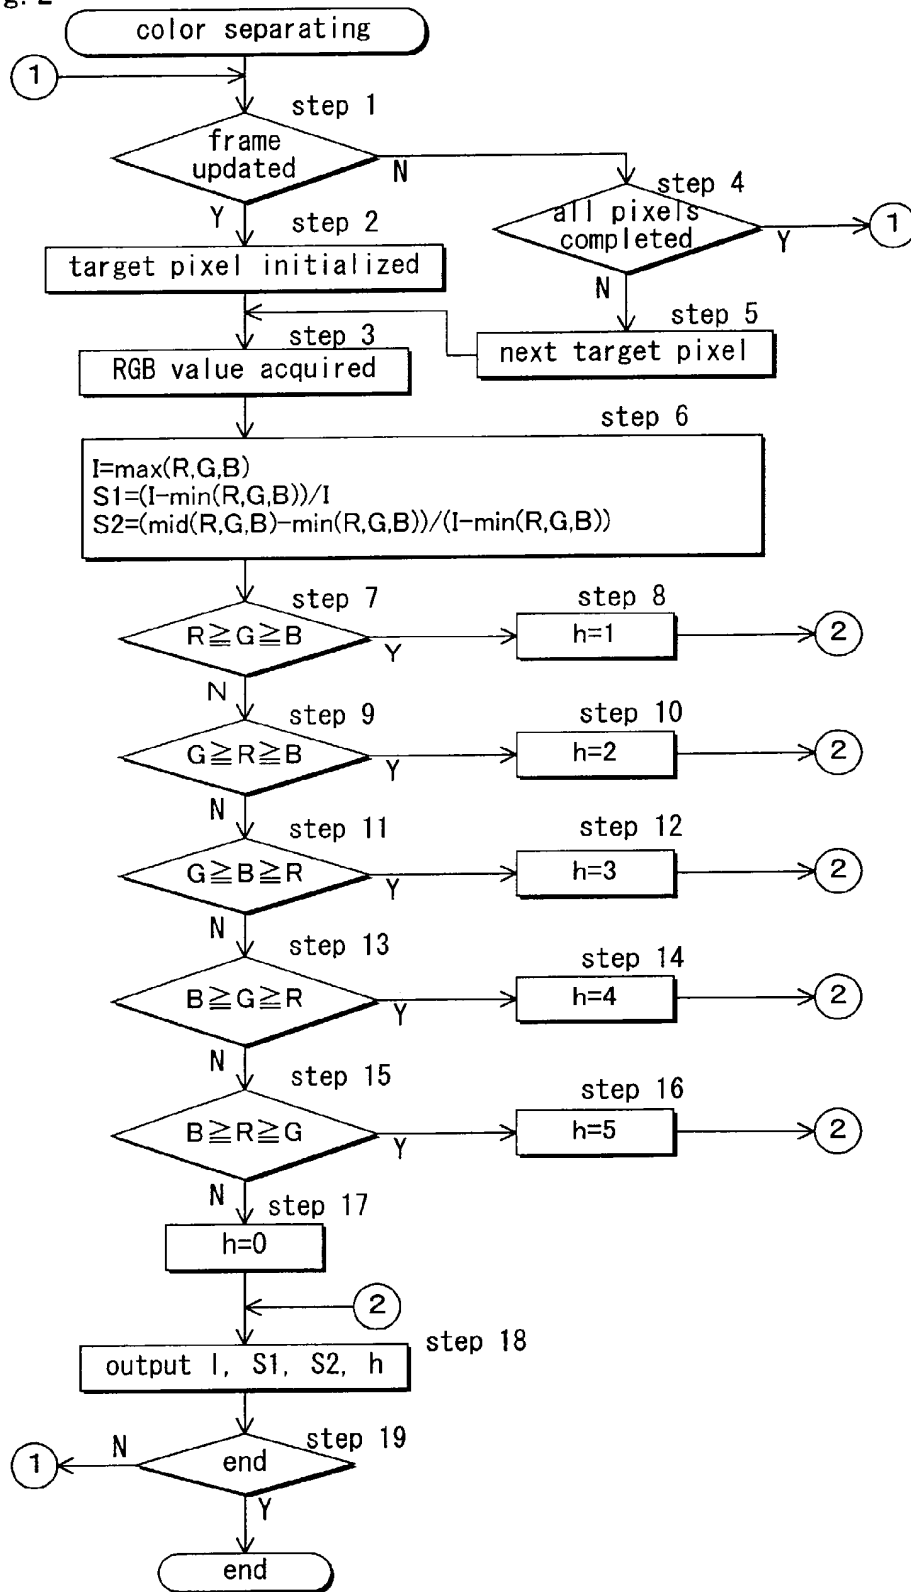 g. 2
color separating
1
step 1
frame
updated
N
Y
step 4
all pixels
completed
Y
1
N
step 2
target pixel initialized
step 5
next target pixel
step 3
RGB value acquired
step 6
I=max(R,G,B)
S1=(I-min(R,G,B))/I
S2=(mid(R,G,B)-min(R,G,B))/(I-min(R,G,B))
step 7
R≧G≧B
Y
N
step 8
h=1
2
step 9
G≧R≧B
Y
N
step 10
h=2
2
step 11
G≧B≧R
Y
N
step 12
h=3
2
step 13
B≧G≧R
Y
N
step 14
h=4
2
step 15
B≧R≧G
Y
N
step 16
h=5
2
step 17
h=0
2
step 18
output I, S1, S2, h
step 19
end
N
1
Y
end